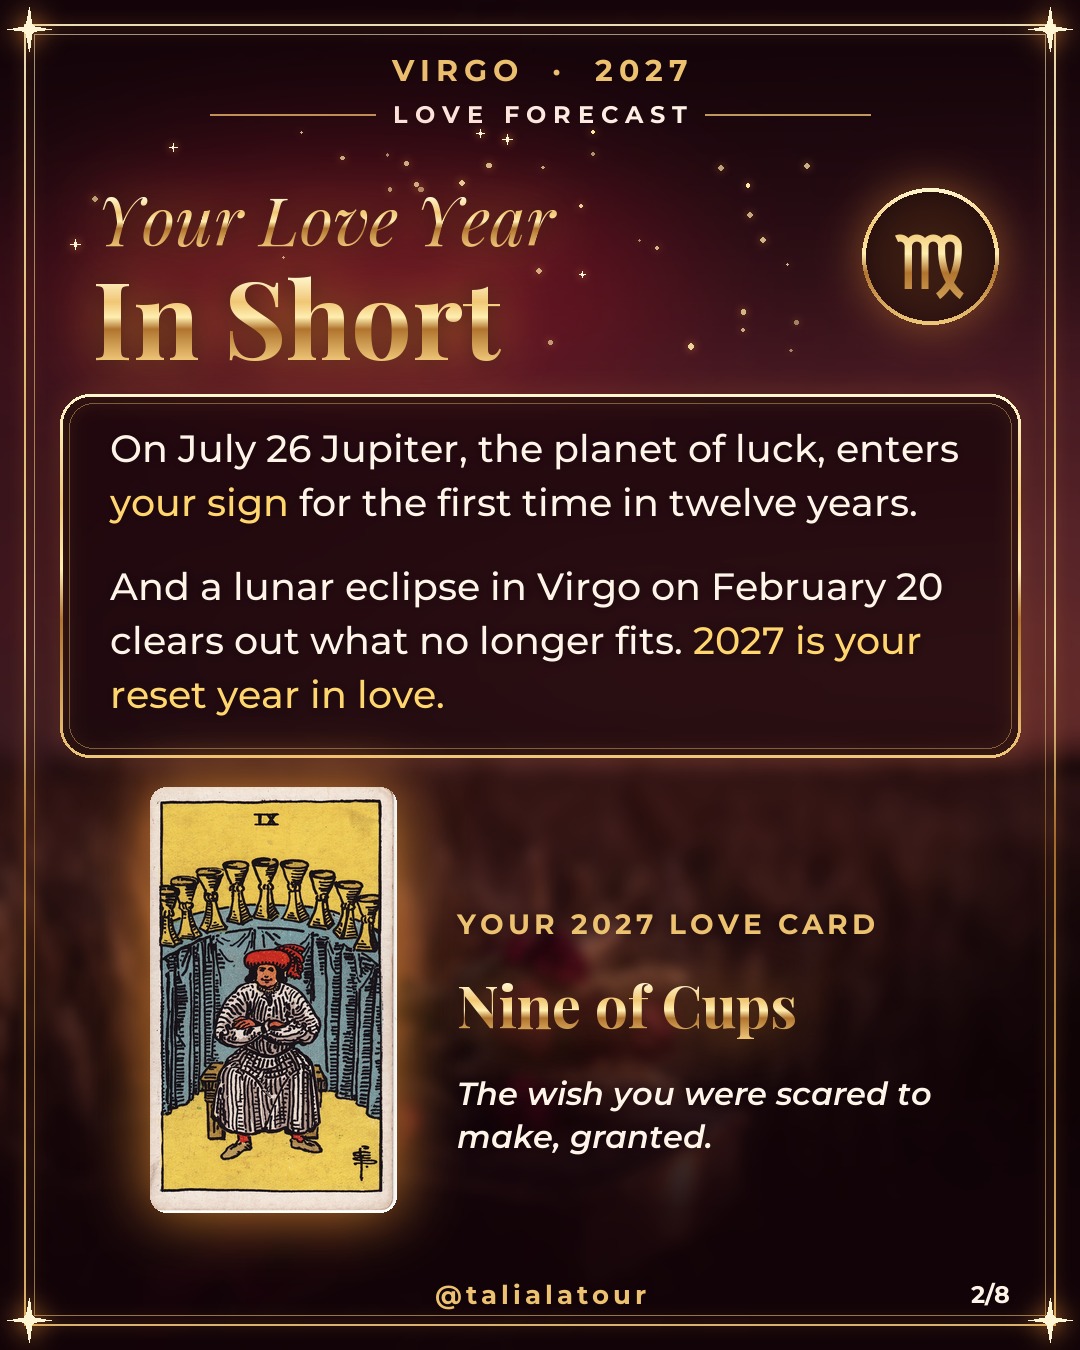 VIRGO · 2027
LOVE FORECAST
Your Love Year
In Short
♍
On July 26 Jupiter, the planet of luck, enters
your sign for the first time in twelve years.
And a lunar eclipse in Virgo on February 20
clears out what no longer fits. 2027 is your
reset year in love.
IX
YOUR 2027 LOVE CARD
Nine of Cups
The wish you were scared to
make, granted.
@talialatour
2/8